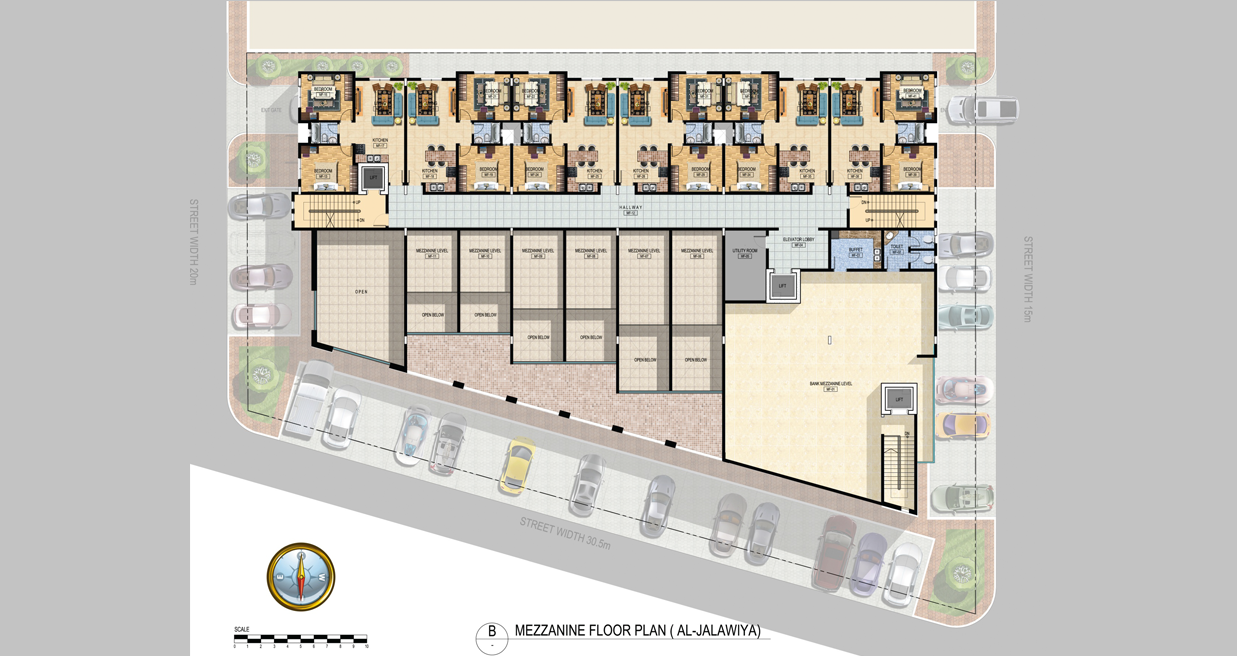 BEDROOM
BEDROOM
BEDROOM
BEDROOM
BEDROOM
BEDROOM
KITCHEN
BEDROOM
KITCHEN
BEDROOM
BEDROOM
KITCHEN
KITCHEN
BEDROOM
BEDROOM
KITCHEN
KITCHEN
BEDROOM
LIFT
UP
DN
HALLWAY
DN
UP
STREET WIDTH 20m
STREET WIDTH 15m
OPEN
MEZZANINE LEVEL
MEZZANINE LEVEL
MEZZANINE LEVEL
MEZZANINE LEVEL
MEZZANINE LEVEL
MEZZANINE LEVEL
UTILITY ROOM
ELEVATOR LOBBY
BUFFET
TOILET
LIFT
OPEN BELOW
OPEN BELOW
OPEN BELOW
OPEN BELOW
OPEN BELOW
OPEN BELOW
BANK MEZZANINE LEVEL
MF-01
LIFT
DN
STREET WIDTH 30.5m
SCALE
0 1 2 3 4 5 6 7 8 9 10
B
-
MEZZANINE FLOOR PLAN ( AL-JALAWIYA)